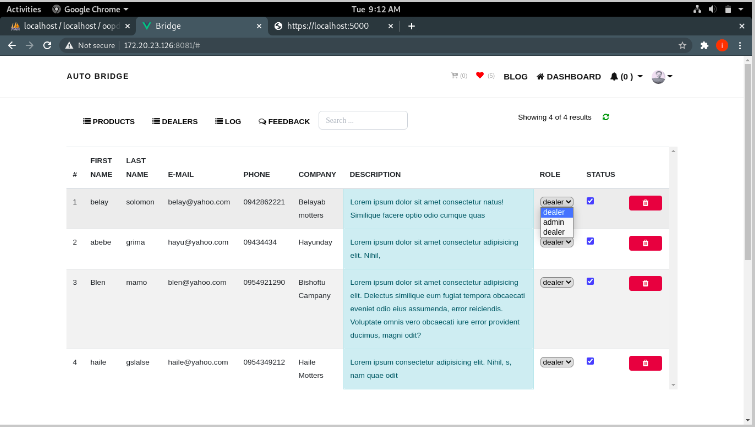 Activities Google Chrome Tue 9:12 AM
localhost / localhost / oopd Bridge https://localhost:5000
Not secure 172.20.23.126:8081/#
AUTO BRIDGE (0) (5) BLOG DASHBOARD (0 )
PRODUCTS DEALERS LOG FEEDBACK Search ... Showing 4 of 4 results
# FIRST NAME LAST NAME E-MAIL PHONE COMPANY DESCRIPTION ROLE STATUS
1 belay solomon belay@yahoo.com 0942862221 Belayab motters
Lorem ipsum dolor sit amet consectetur natus!
Similique facere optio odio cumque quas
dealer
dealer
admin
dealer
2 abebe grima hayu@yahoo.com 09434434 Hayunday
Lorem ipsum dolor sit amet consectetur adipisicing
elit. Nihil,
dealer
3 Blen mamo blen@yahoo.com 0954921290 Bishoftu Campany
Lorem ipsum dolor sit amet consectetur adipisicing
elit. Delectus similique eum fugiat tempora obcaecati
eveniet odio eius assumenda, error reiciendis.
Voluptate omnis vero obcaecati iure error provident
ducimus, magni odit?
dealer
4 haile gslalse haile@yahoo.com 0954349212 Haile Motters
Lorem ipsum consectetur adipisicing elit. Nihil, s,
nam quae odit
dealer